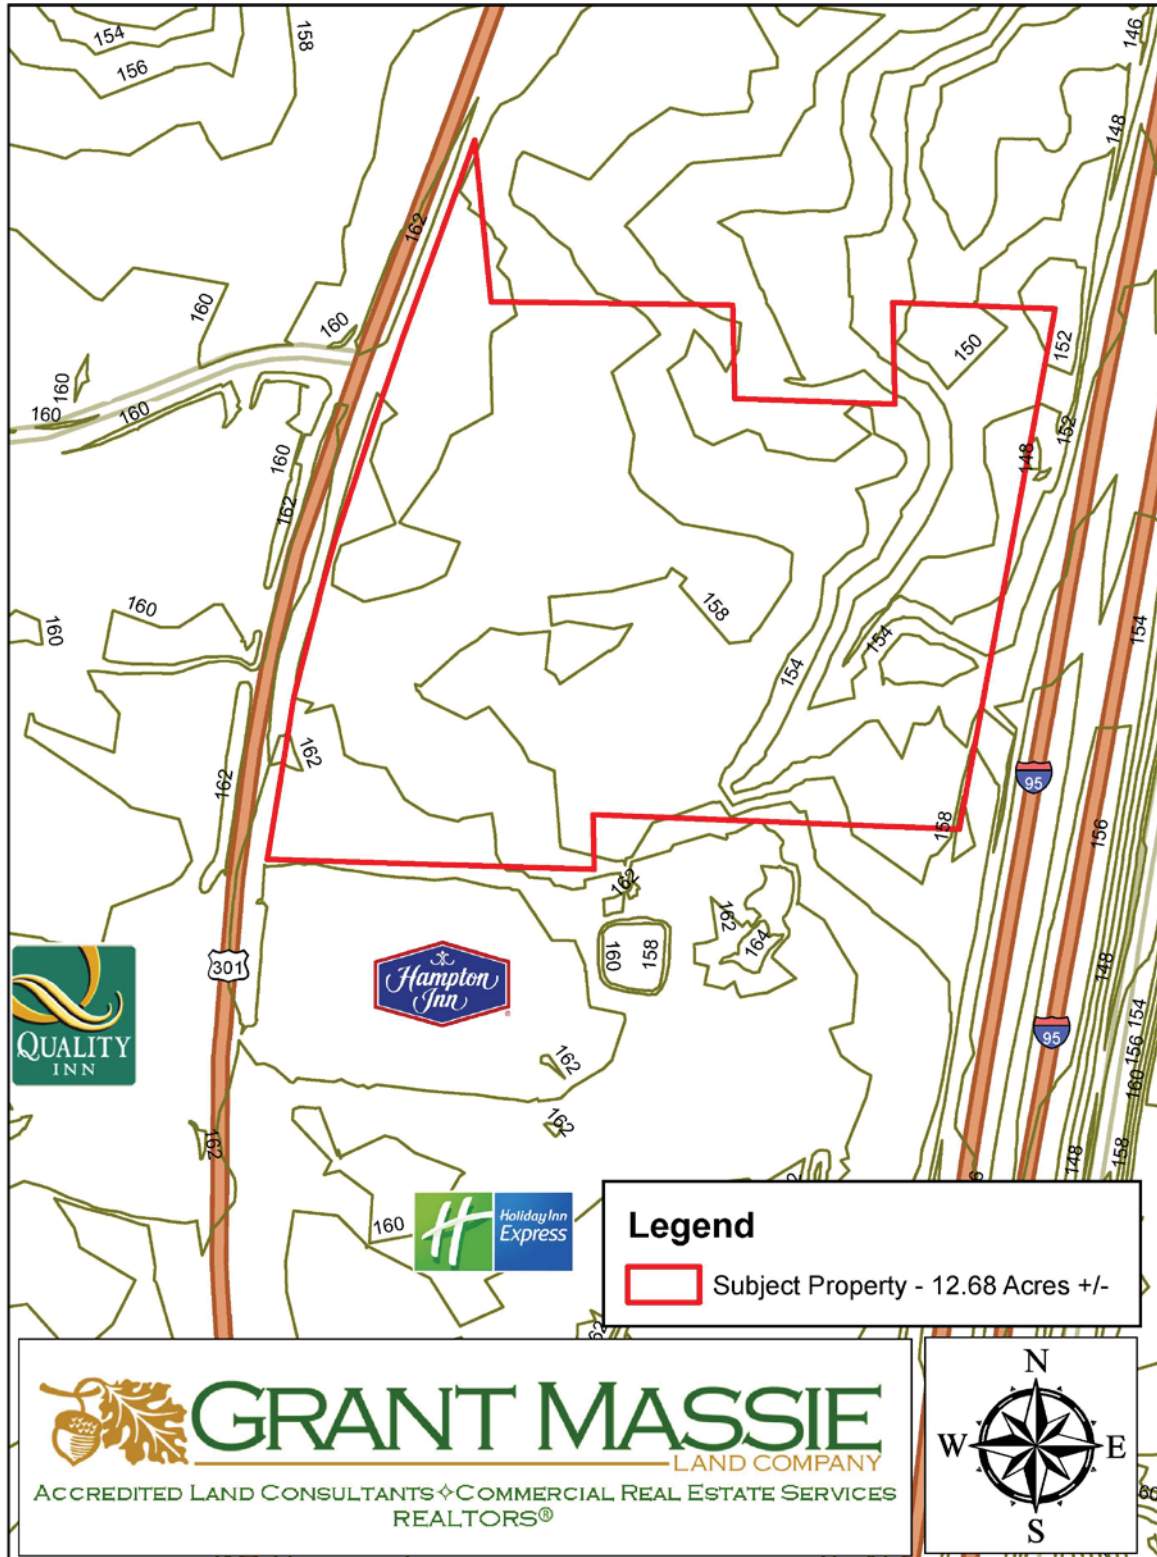 154
156
158
146
148
162
160
160
150
152
160
160
160
152
148
160
162
160
160
158
154
154
154
162
162
158
95
156
162
162
164
160
158
301
Hampton
Inn
QUALITY
INN
148
154
156
160
95
162
162
162
148
158
160
Holiday Inn
Express
Legend
Subject Property - 12.68 Acres +/-
GRANT MASSIE
LAND COMPANY
ACCREDITED LAND CONSULTANTS✧COMMERCIAL REAL ESTATE SERVICES
REALTORS®
N
W
E
S